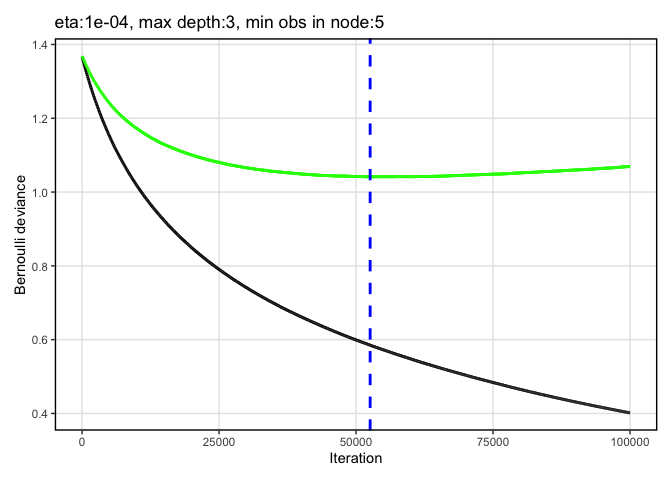 eta:1e-04, max depth:3, min obs in node:5
1.4
1.2
1.0
0.8
0.6
0.4
Bernoulli deviance
0 25000 50000 75000 100000
Iteration